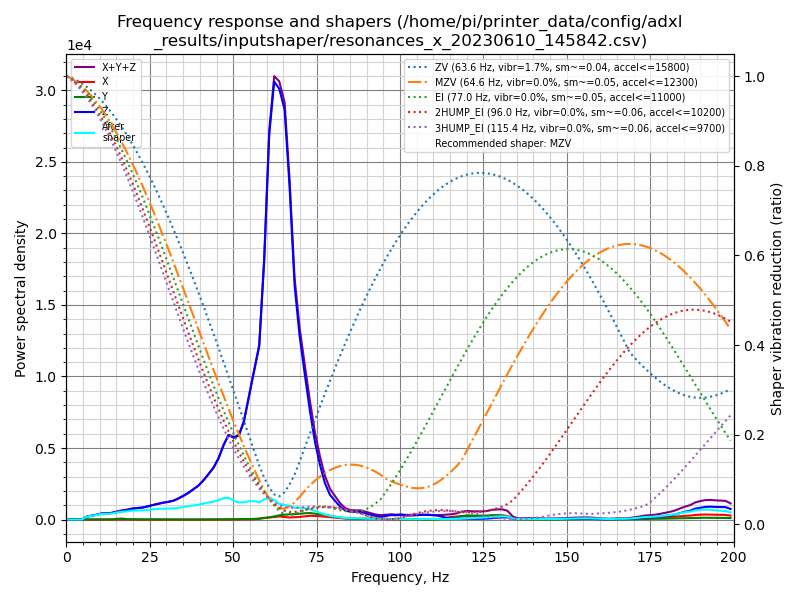 Frequency response and shapers (/home/pi/printer_data/config/adxl
_results/inputshaper/resonances_x_20230610_145842.csv)
1e4
X+Y+Z
X
Y
Z
After
shaper
ZV (63.6 Hz, vibr=1.7%, sm~=0.04, accel<=15800)
MZV (64.6 Hz, vibr=0.0%, sm~=0.05, accel<=12300)
EI (77.0 Hz, vibr=0.0%, sm~=0.05, accel<=11000)
2HUMP_EI (96.0 Hz, vibr=0.0%, sm~=0.06, accel<=10200)
3HUMP_EI (115.4 Hz, vibr=0.0%, sm~=0.06, accel<=9700)
Recommended shaper: MZV
3.0
2.5
2.0
1.5
1.0
0.5
0.0
Power spectral density
1.0
0.8
0.6
0.4
0.2
0.0
Shaper vibration reduction (ratio)
0 25 50 75 100 125 150 175 200
Frequency, Hz